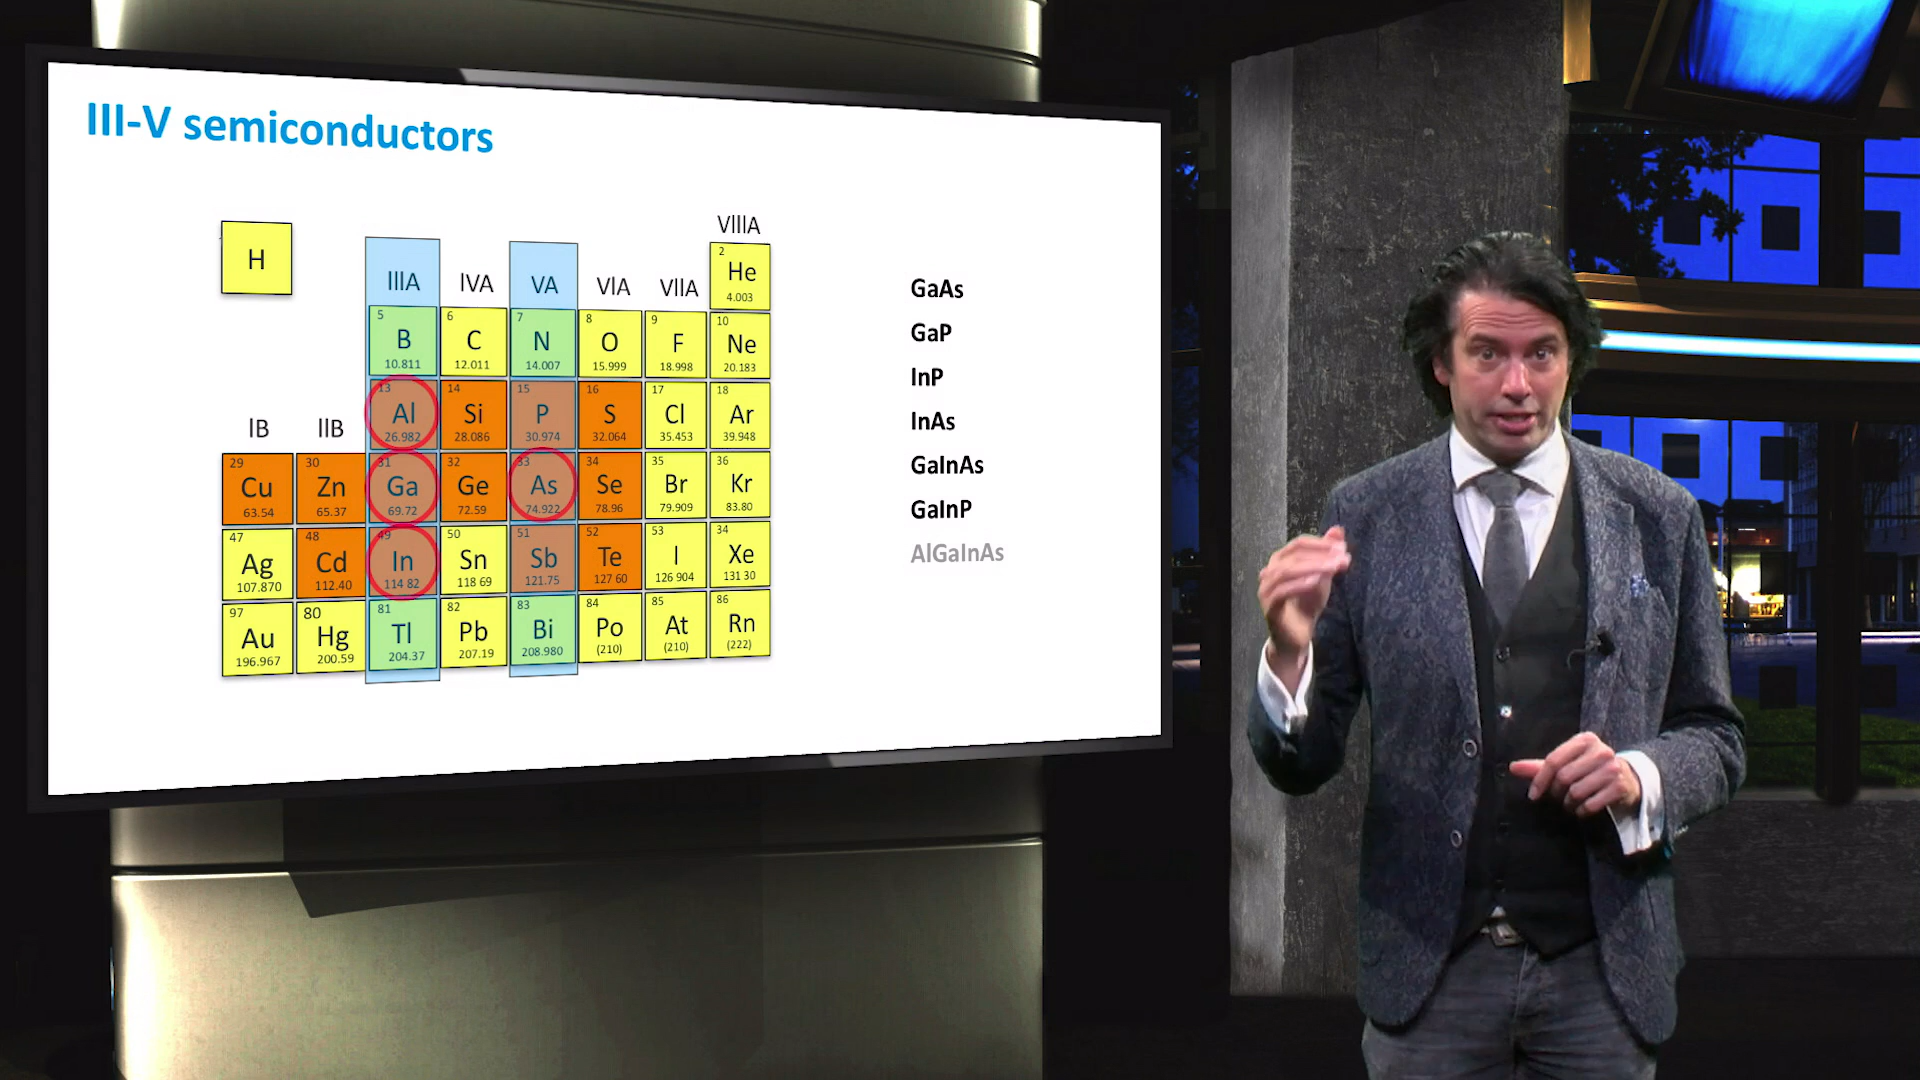 III-V semiconductors
VIIIA
H
2
He
4.003
IIIA IVA VA VIA VIIA
5 6 7 8 9 10
B C N O F Ne
10.811 12.011 14.007 15.999 18.998 20.183
13 14 15 16 17 18
Al Si P S Cl Ar
26.982 28.086 30.974 32.064 35.453 39.948
IB IIB
29 30 31 32 33 34 35 36
Cu Zn Ga Ge As Se Br Kr
63.54 65.37 69.72 72.59 74.922 78.96 79.909 83.80
47 48 49 50 51 52 53 34
Ag Cd In Sn Sb Te I Xe
107.870 112.40 114 82 118 69 121.75 127 60 126 904 131 30
97 80 81 82 83 84 85 86
Au Hg Tl Pb Bi Po At Rn
196.967 200.59 204.37 207.19 208.980 (210) (210) (222)
GaAs
GaP
InP
InAs
GaInAs
GaInP
AlGaInAs